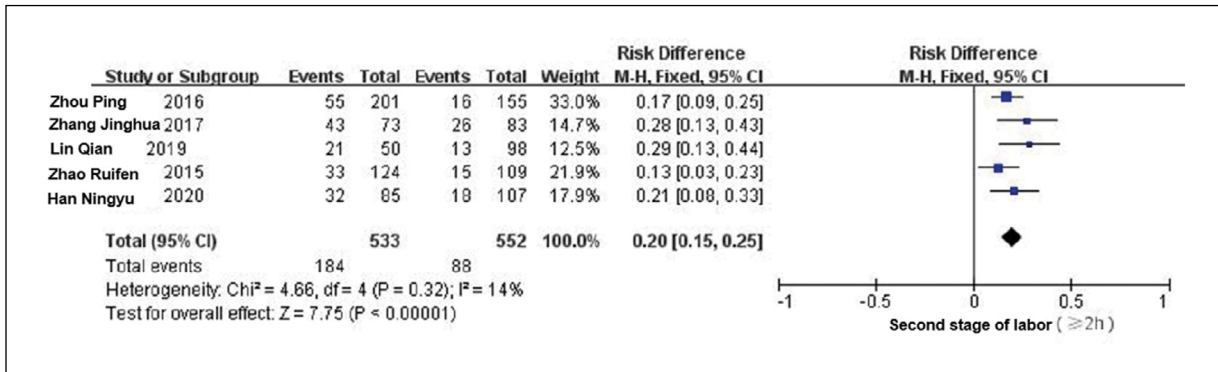 Risk Difference Risk Difference
Study or Subgroup Events Total Events Total Weight M-H, Fixed, 95% CI M-H, Fixed, 95% CI
Zhou Ping 2016 55 201 16 155 33.0% 0.17 [0.09, 0.25]
Zhang Jinghua 2017 43 73 26 83 14.7% 0.28 [0.13, 0.43]
Lin Qian 2019 21 50 13 98 12.5% 0.29 [0.13, 0.44]
Zhao Ruifen 2015 33 124 15 109 21.9% 0.13 [0.03, 0.23]
Han Ningyu 2020 32 85 18 107 17.9% 0.21 [0.08, 0.33]
Total (95% CI) 533 552 100.0% 0.20 [0.15, 0.25]
Total events 184 88
Heterogeneity: Chi² = 4.66, df = 4 (P = 0.32); I² = 14%
Test for overall effect: Z = 7.75 (P < 0.00001)
-1 -0.5 0 0.5 1
Second stage of labor (≥2h)